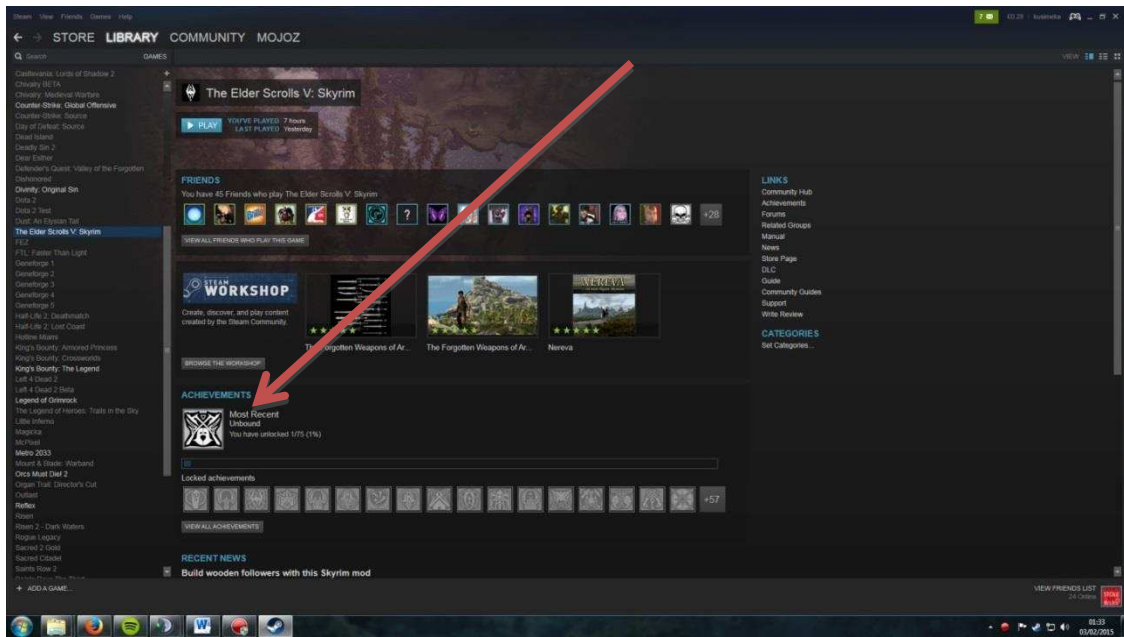 Steam View Friends Games Help
7
£0.28
STORE LIBRARY COMMUNITY MOJOZ
Search
GAMES
VIEW
Castlevania: Lords of Shadow 2
Chivalry BETA
Chivalry: Medieval Warfare
Counter-Strike: Global Offensive
Counter-Strike: Source
Day of Defeat: Source
Dead Island
Deadly Sin 2
Dear Esther
Defender's Quest: Valley of the Forgotten
Dishonored
Divinity: Original Sin
Dota 2
Dota 2 Test
Dust: An Elysian Tail
The Elder Scrolls V: Skyrim
FEZ
FTL: Faster Than Light
Geneforge 1
Geneforge 2
Geneforge 3
Geneforge 4
Geneforge 5
Half-Life 2: Deathmatch
Half-Life 2: Lost Coast
Hotline Miami
King's Bounty: Armored Princess
King's Bounty: Crossworlds
King's Bounty: The Legend
Left 4 Dead 2
Left 4 Dead 2 Beta
Legend of Grimrock
The Legend of Heroes: Trails in the Sky
Little Inferno
Magicka
McPixel
Metro 2033
Mount & Blade: Warband
Orcs Must Die! 2
Organ Trail: Director's Cut
Outlast
Reflex
Risen
Risen 2 - Dark Waters
Rogue Legacy
Sacred 2 Gold
Sacred Citadel
Saints Row 2
+ ADD A GAME...
The Elder Scrolls V: Skyrim
PLAY
YOU'VE PLAYED 7 hours
LAST PLAYED Yesterday
FRIENDS
You have 45 Friends who play The Elder Scrolls V: Skyrim
?
+28
VIEW ALL FRIENDS WHO PLAY THIS GAME
STEAM
WORKSHOP
Create, discover, and play content
created by the Steam Community.
BROWSE THE WORKSHOP
The Forgotten Weapons of Ar...
The Forgotten Weapons of Ar...
NEREVA
Nereva
ACHIEVEMENTS
Most Recent
Unbound
You have unlocked 1/75 (1%)
Locked achievements
+57
VIEW ALL ACHIEVEMENTS
RECENT NEWS
Build wooden followers with this Skyrim mod
LINKS
Community Hub
Achievements
Forums
Related Groups
Manual
News
Store Page
DLC
Guide
Community Guides
Support
Write Review
CATEGORIES
Set Categories...
VIEW FRIENDS LIST
24 Online
01:33
03/02/2015